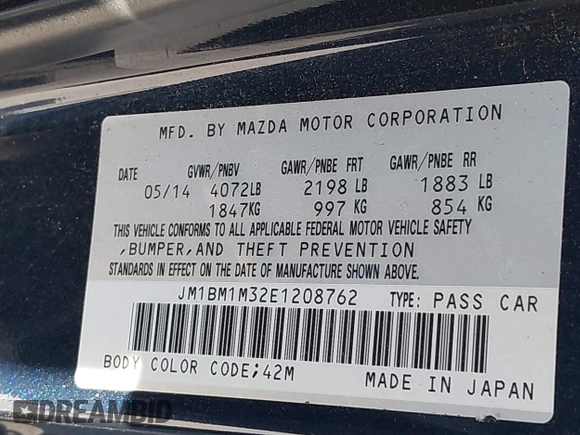 MFD. BY MAZDA MOTOR CORPORATION
DATE GVWR/PNBV GAWR/PNBE FRT GAWR/PNBE RR
05/14 4072LB 2198 LB 1883 LB
1847KG 997 KG 854 KG
THIS VEHICLE CONFORMS TO ALL APPLICABLE FEDERAL MOTOR VEHICLE SAFETY
,BUMPER,AND THEFT PREVENTION
STANDARDS IN EFFECT ON THE DATE OF MANUFACTURE SHOWN ABOVE.
JM1BM1M32E1208762 TYPE: PASS CAR
BODY COLOR CODE;42M MADE IN JAPAN
DREAMBID